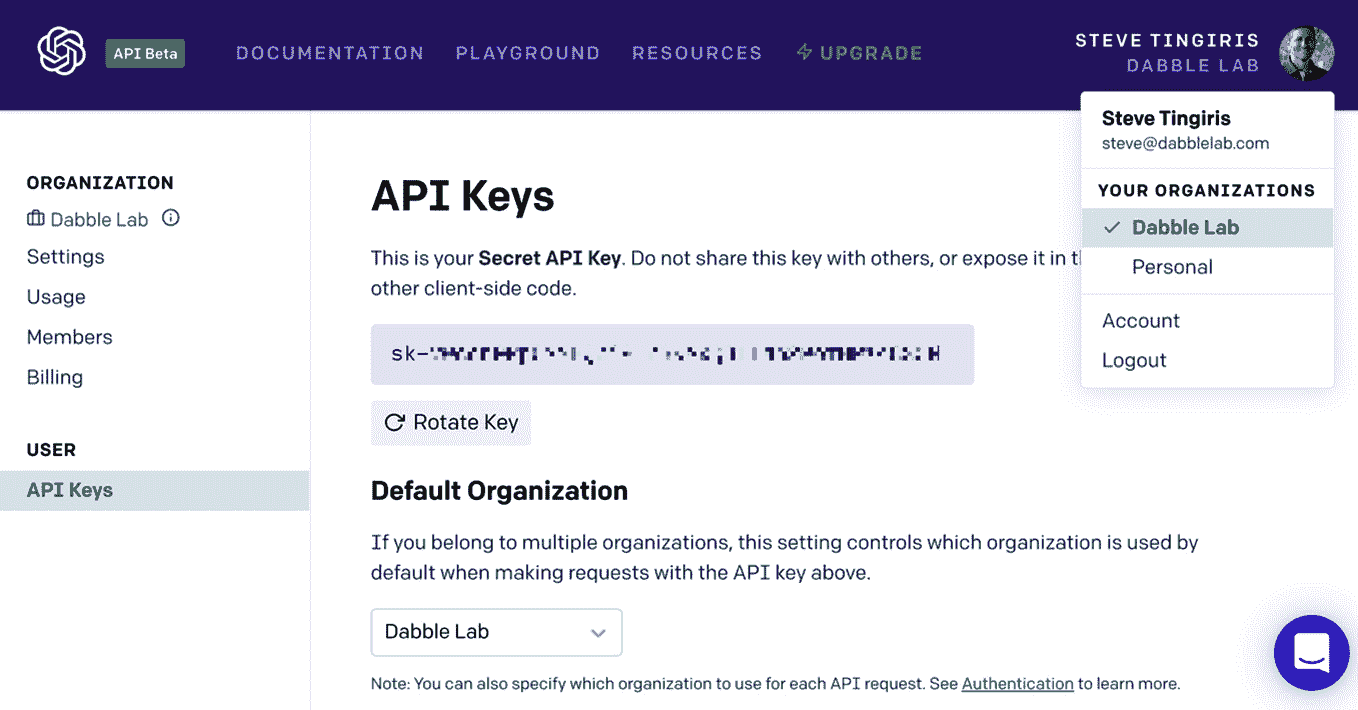 API Beta
DOCUMENTATION
PLAYGROUND
RESOURCES
UPGRADE
STEVE TINGIRIS
DABBLE LAB
Steve Tingiris
steve@dabblelab.com
YOUR ORGANIZATIONS
Dabble Lab
Personal
Account
Logout
ORGANIZATION
Dabble Lab
Settings
Usage
Members
Billing
USER
API Keys
API Keys
This is your Secret API Key. Do not share this key with others, or expose it in
other client-side code.
sk-
Rotate Key
Default Organization
If you belong to multiple organizations, this setting controls which organization is used by
default when making requests with the API key above.
Dabble Lab
Note: You can also specify which organization to use for each API request. See Authentication to learn more.